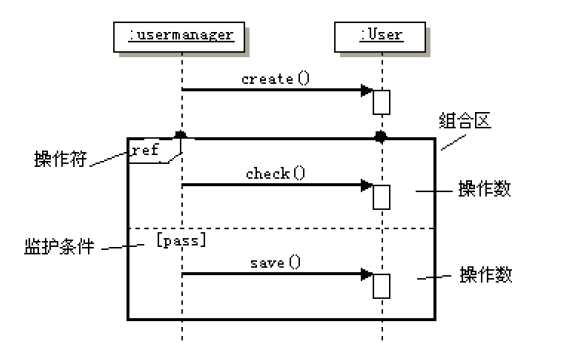 :usermanager
:User
create()
组合区
操作符
ref
check()
操作数
监护条件
[pass]
save()
操作数